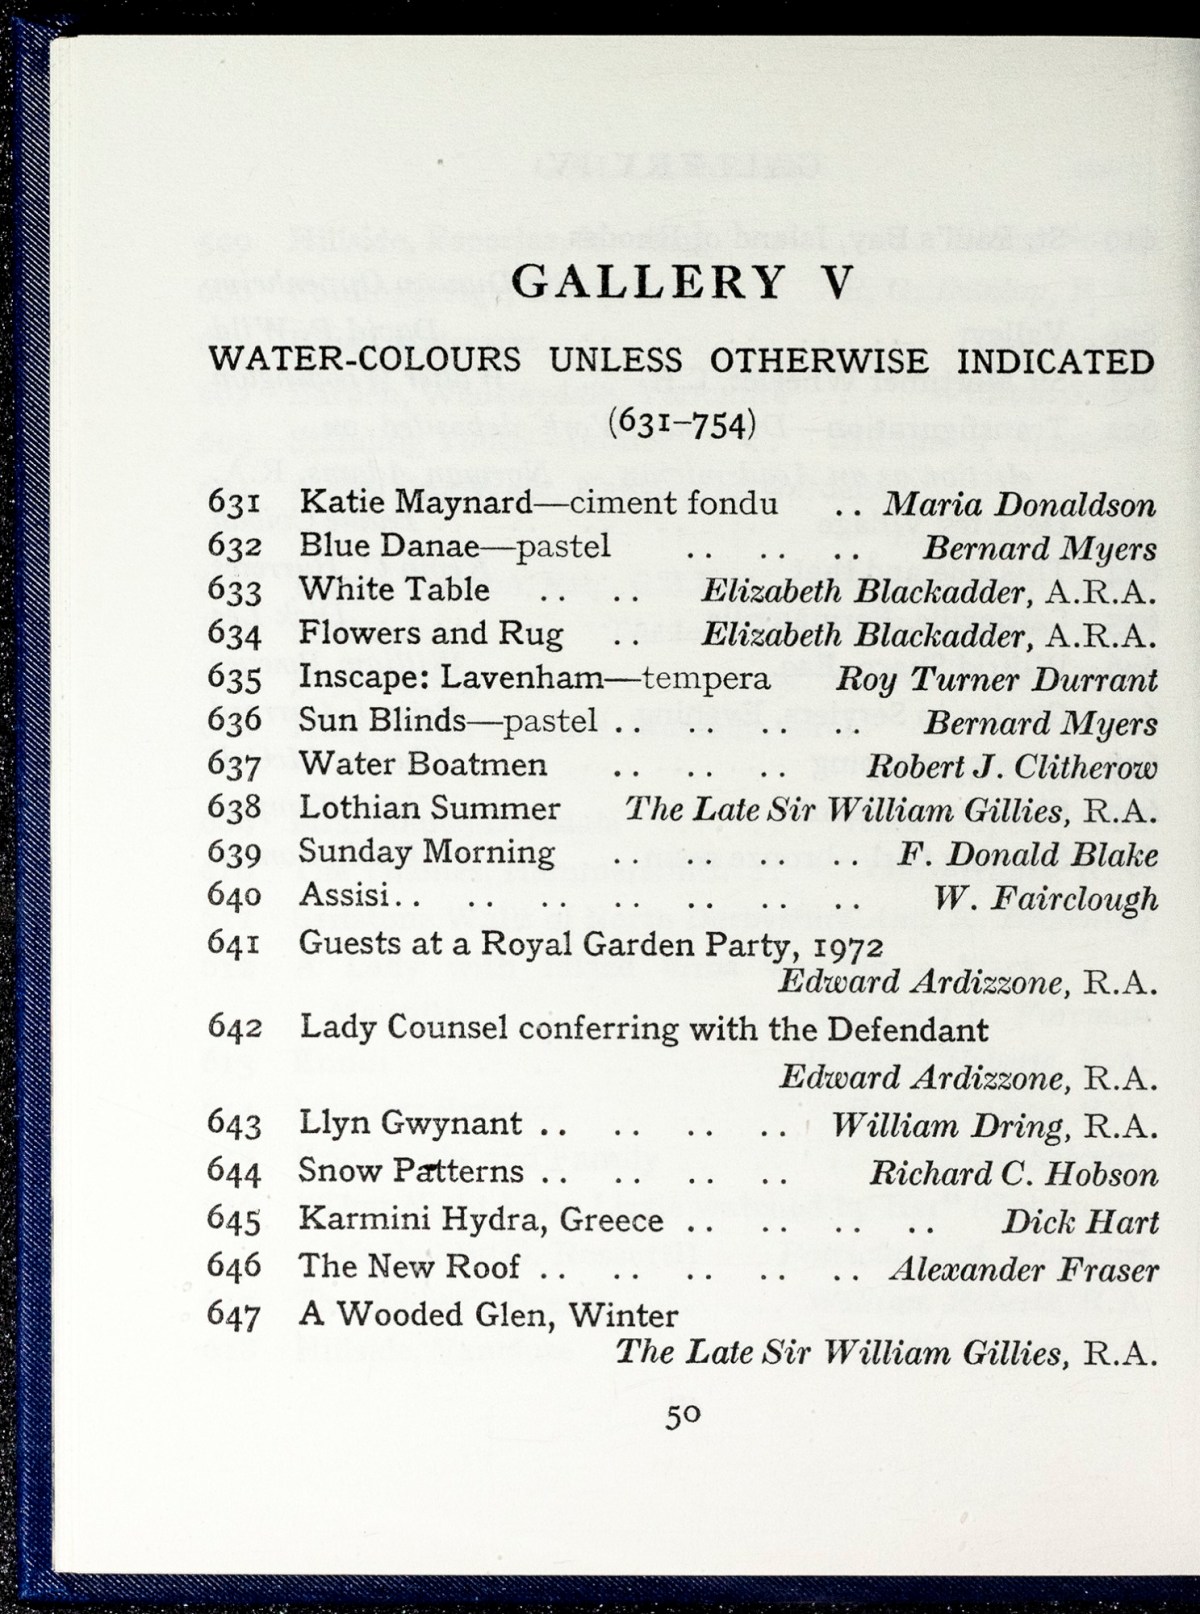 GALLERY V
WATER-COLOURS UNLESS OTHERWISE INDICATED
(631–754)
631 Katie Maynard—ciment fondu .. Maria Donaldson
632 Blue Danae—pastel .. .. .. Bernard Myers
633 White Table .. .. Elizabeth Blackadder, A.R.A.
634 Flowers and Rug .. Elizabeth Blackadder, A.R.A.
635 Inscape: Lavenham—tempera Roy Turner Durrant
636 Sun Blinds—pastel .. .. .. .. Bernard Myers
637 Water Boatmen .. .. .. Robert J. Clitherow
638 Lothian Summer The Late Sir William Gillies, R.A.
639 Sunday Morning .. .. .. .. F. Donald Blake
640 Assisi .. .. .. .. .. .. .. W. Fairclough
641 Guests at a Royal Garden Party, 1972
Edward Ardizzone, R.A.
642 Lady Counsel conferring with the Defendant
Edward Ardizzone, R.A.
643 Llyn Gwynant .. .. .. .. William Dring, R.A.
644 Snow Patterns .. .. .. .. Richard C. Hobson
645 Karmini Hydra, Greece .. .. .. .. Dick Hart
646 The New Roof .. .. .. .. .. Alexander Fraser
647 A Wooded Glen, Winter
The Late Sir William Gillies, R.A.
50